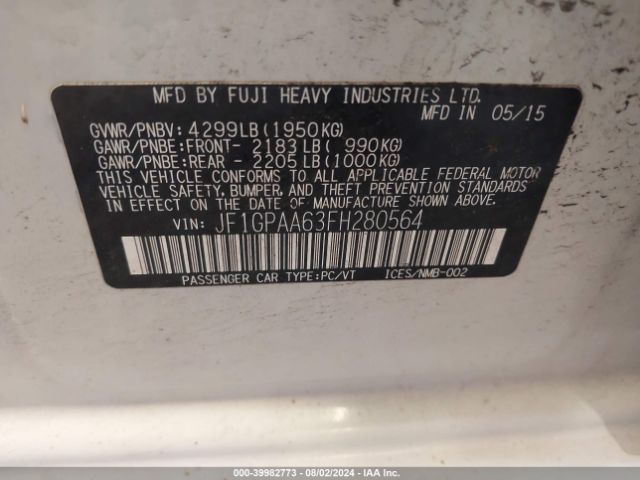 MFD BY FUJI HEAVY INDUSTRIES LTD.
MFD IN 05/15
GVWR/PNBV: 4299LB(1950KG)
GAWR/PNBE:FRONT- 2183LB( 990KG)
GAWR/PNBE:REAR - 2205LB(1000KG)
THIS VEHICLE CONFORMS TO ALL APPLICABLE FEDERAL MOTOR
VEHICLE SAFETY, BUMPER, AND THEFT PREVENTION STANDARDS
IN EFFECT ON THE DATE OF MANUFACTURE SHOWN ABOVE.
VIN: JF1GPAA63FH280564
PASSENGER CAR TYPE:PC/VT ICES/NMB-002
000-39982773 - 08/02/2024 - IAA Inc.